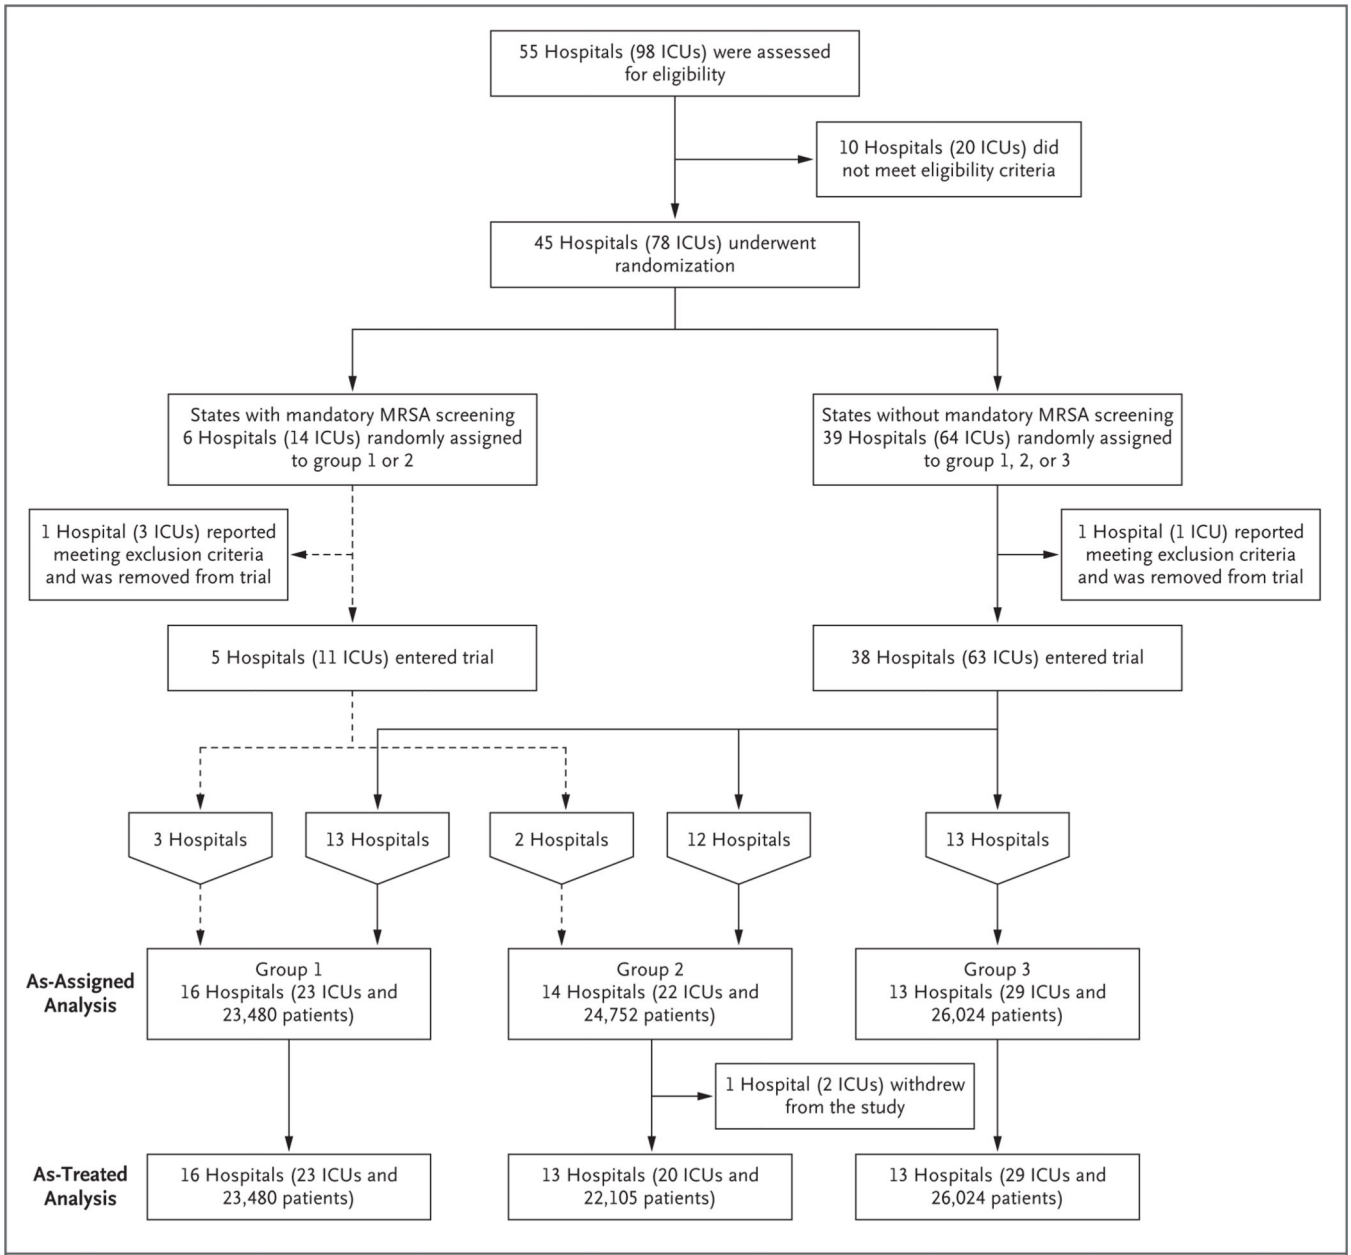 55 Hospitals (98 ICUs) were assessed
for eligibility
10 Hospitals (20 ICUs) did
not meet eligibility criteria
45 Hospitals (78 ICUs) underwent
randomization
States with mandatory MRSA screening
6 Hospitals (14 ICUs) randomly assigned
to group 1 or 2
States without mandatory MRSA screening
39 Hospitals (64 ICUs) randomly assigned
to group 1, 2, or 3
1 Hospital (3 ICUs) reported
meeting exclusion criteria
and was removed from trial
1 Hospital (1 ICU) reported
meeting exclusion criteria
and was removed from trial
5 Hospitals (11 ICUs) entered trial
38 Hospitals (63 ICUs) entered trial
3 Hospitals
13 Hospitals
2 Hospitals
12 Hospitals
13 Hospitals
As-Assigned
Analysis
Group 1
16 Hospitals (23 ICUs and
23,480 patients)
Group 2
14 Hospitals (22 ICUs and
24,752 patients)
Group 3
13 Hospitals (29 ICUs and
26,024 patients)
1 Hospital (2 ICUs) withdrew
from the study
As-Treated
Analysis
16 Hospitals (23 ICUs and
23,480 patients)
13 Hospitals (20 ICUs and
22,105 patients)
13 Hospitals (29 ICUs and
26,024 patients)